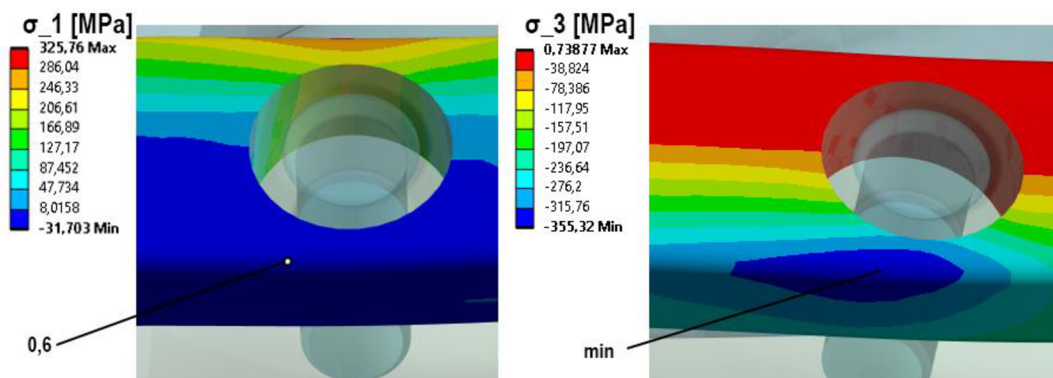 σ_1 [MPa]
325,76 Max
286,04
246,33
206,61
166,89
127,17
87,452
47,734
8,0158
-31,703 Min
0,6
σ_3 [MPa]
0,73877 Max
-38,824
-78,386
-117,95
-157,51
-197,07
-236,64
-276,2
-315,76
-355,32 Min
min